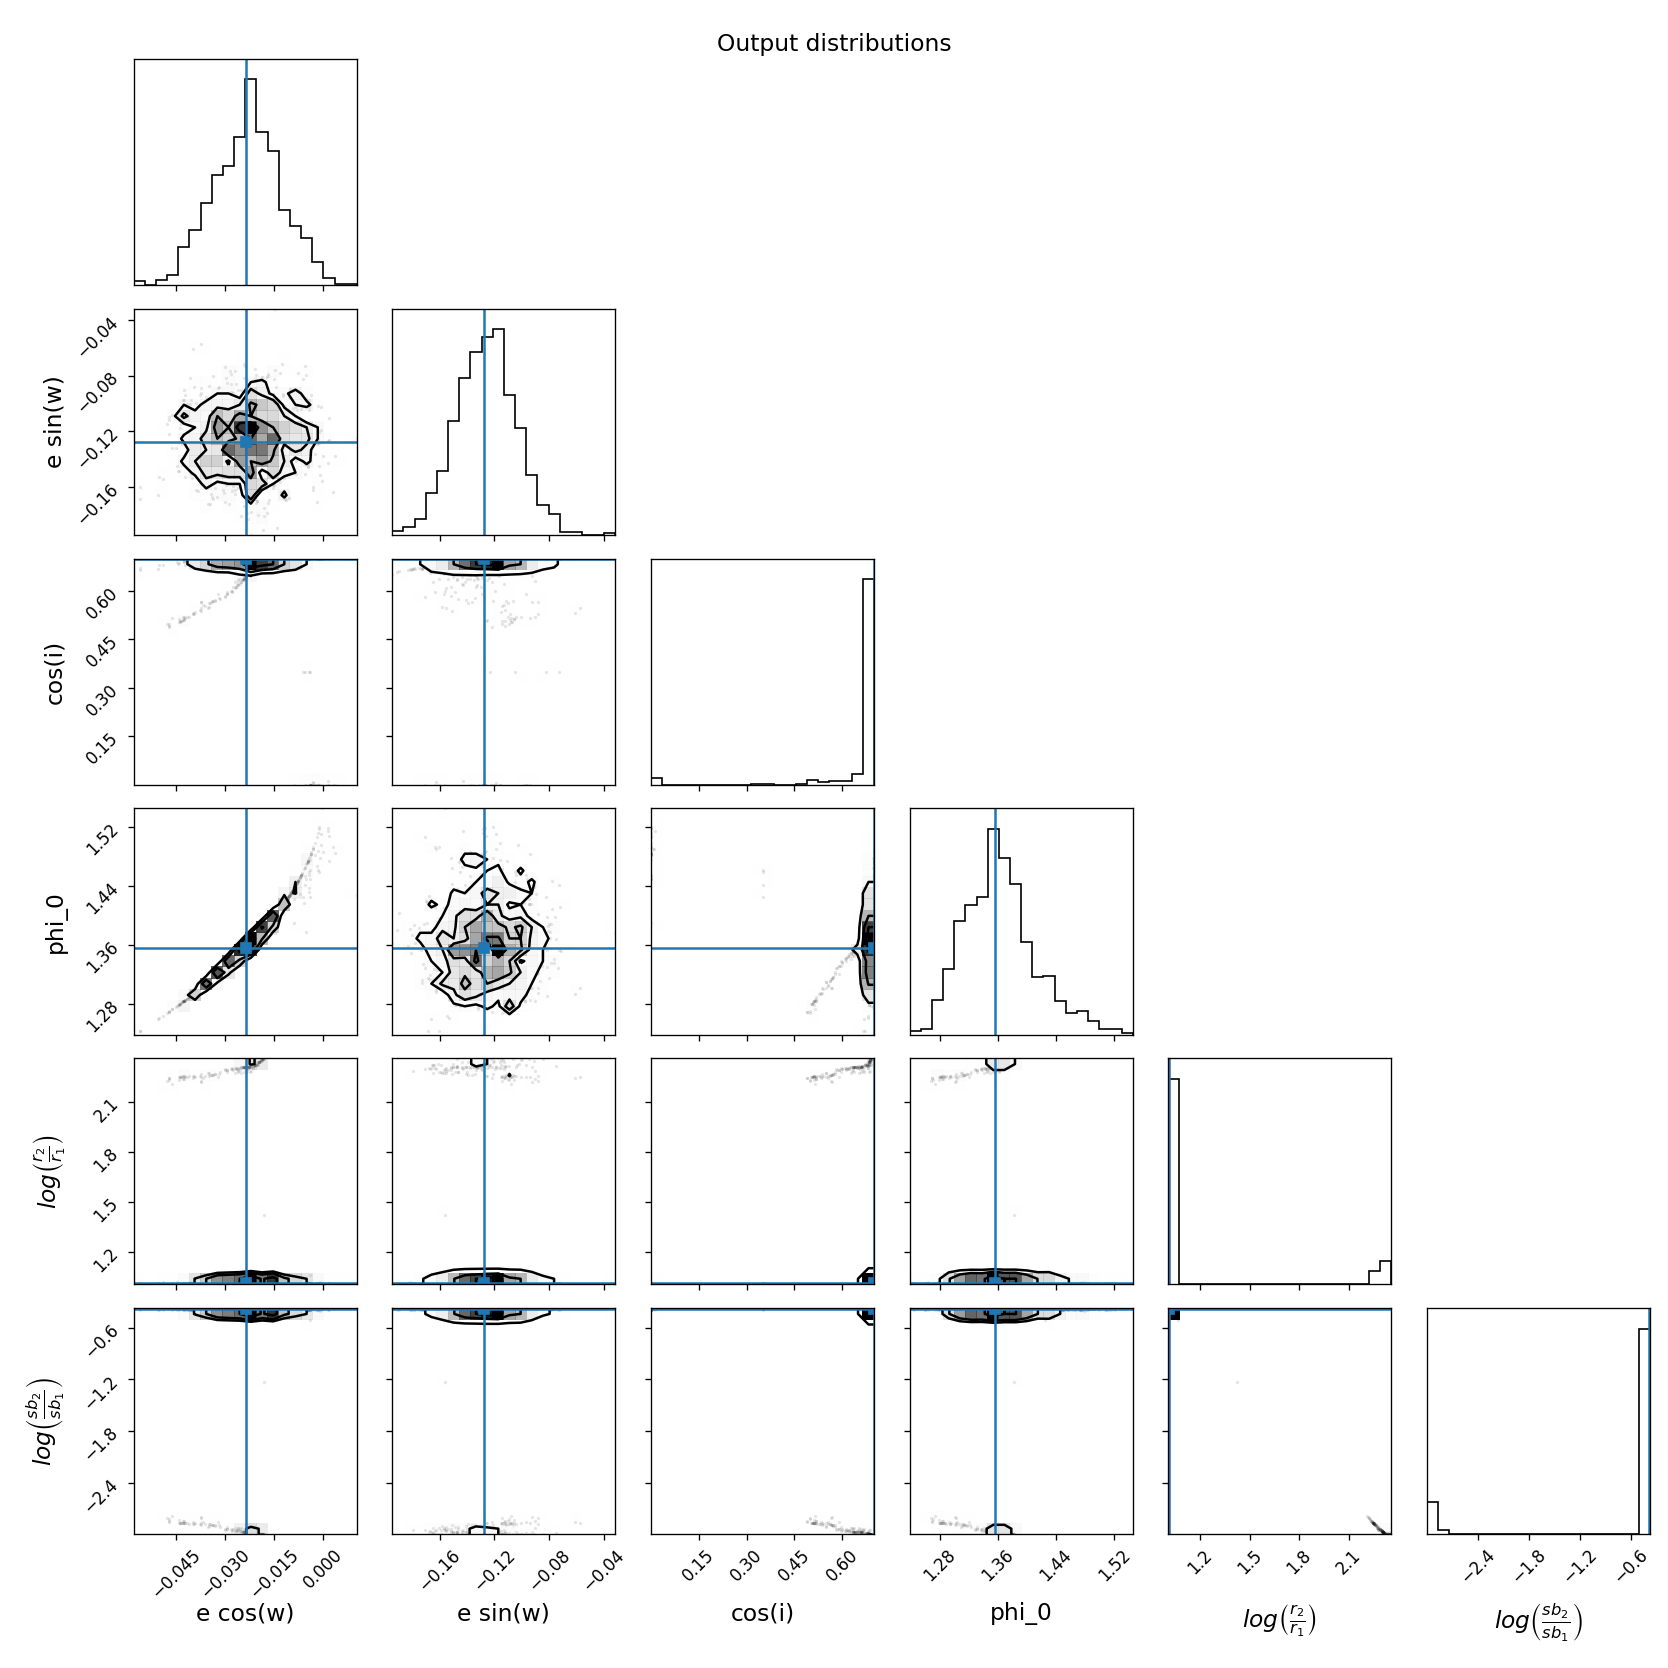 Output distributions
−0.04
−0.08
−0.12
−0.16
e sin(w)
0.60
0.45
0.30
0.15
cos(i)
1.52
1.44
1.36
1.28
phi_0
2.1
1.8
1.5
1.2
log(r₂/r₁)
−0.6
−1.2
−1.8
−2.4
log(sb₂/sb₁)
−0.045 −0.030 −0.015 0.000 −0.16 −0.12 −0.08 −0.04 0.15 0.30 0.45 0.60 1.28 1.36 1.44 1.52 1.2 1.5 1.8 2.1 −2.4 −1.8 −1.2 −0.6
e cos(w) e sin(w) cos(i) phi_0 log(r₂/r₁) log(sb₂/sb₁)